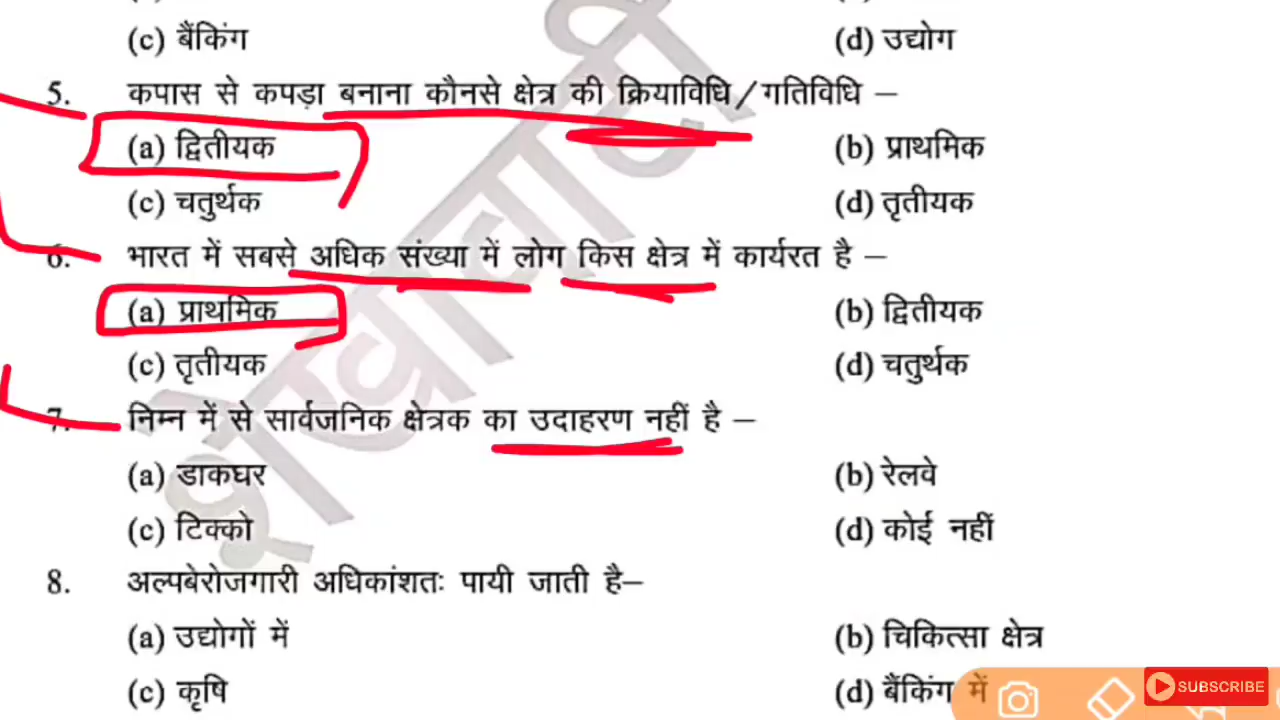 (c) बैंकिंग (d) उद्योग
5. कपास से कपड़ा बनाना कौनसे क्षेत्र की क्रियाविधि/गतिविधि –
(a) द्वितीयक (b) प्राथमिक
(c) चतुर्थक (d) तृतीयक
6. भारत में सबसे अधिक संख्या में लोग किस क्षेत्र में कार्यरत है –
(a) प्राथमिक (b) द्वितीयक
(c) तृतीयक (d) चतुर्थक
7. निम्न में से सार्वजनिक क्षेत्रक का उदाहरण नहीं है –
(a) डाकघर (b) रेलवे
(c) टिक्को (d) कोई नहीं
8. अल्पबेरोजगारी अधिकांशतः पायी जाती है–
(a) उद्योगों में (b) चिकित्सा क्षेत्र
(c) कृषि (d) बैंकिंग में
SUBSCRIBE
शेखावाटी